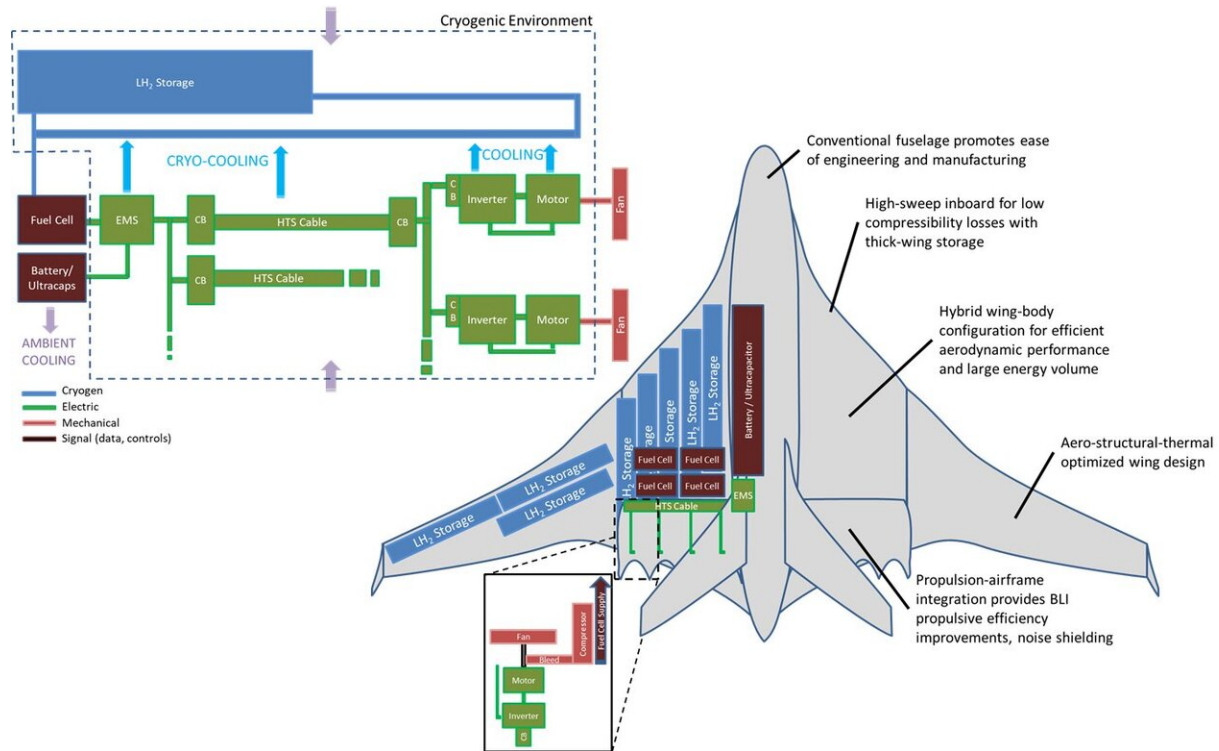 Cryogenic Environment
LH2 Storage
CRYO-COOLING
COOLING
Fuel Cell
EMS
CB
HTS Cable
CB
CB
Inverter
Motor
Fan
Battery/
Ultracaps
CB
HTS Cable
CB
Inverter
Motor
Fan
AMBIENT
COOLING
Cryogen
Electric
Mechanical
Signal (data, controls)
Conventional fuselage promotes ease
of engineering and manufacturing
High-sweep inboard for low
compressibility losses with
thick-wing storage
Hybrid wing-body
configuration for efficient
aerodynamic performance
and large energy volume
Aero-structural-thermal
optimized wing design
Propulsion-airframe
integration provides BLI
propulsive efficiency
improvements, noise shielding
LH2 Storage
LH2 Storage
LH2 Storage
LH2 Storage
Storage
Storage
LH2 Storage
LH2 Storage
Battery / Ultracapacitor
Fuel Cell
Fuel Cell
Fuel Cell
Fuel Cell
EMS
HTS Cable
Fan
Bleed
Compressor
Fuel Cell Supply
Motor
Inverter
CB